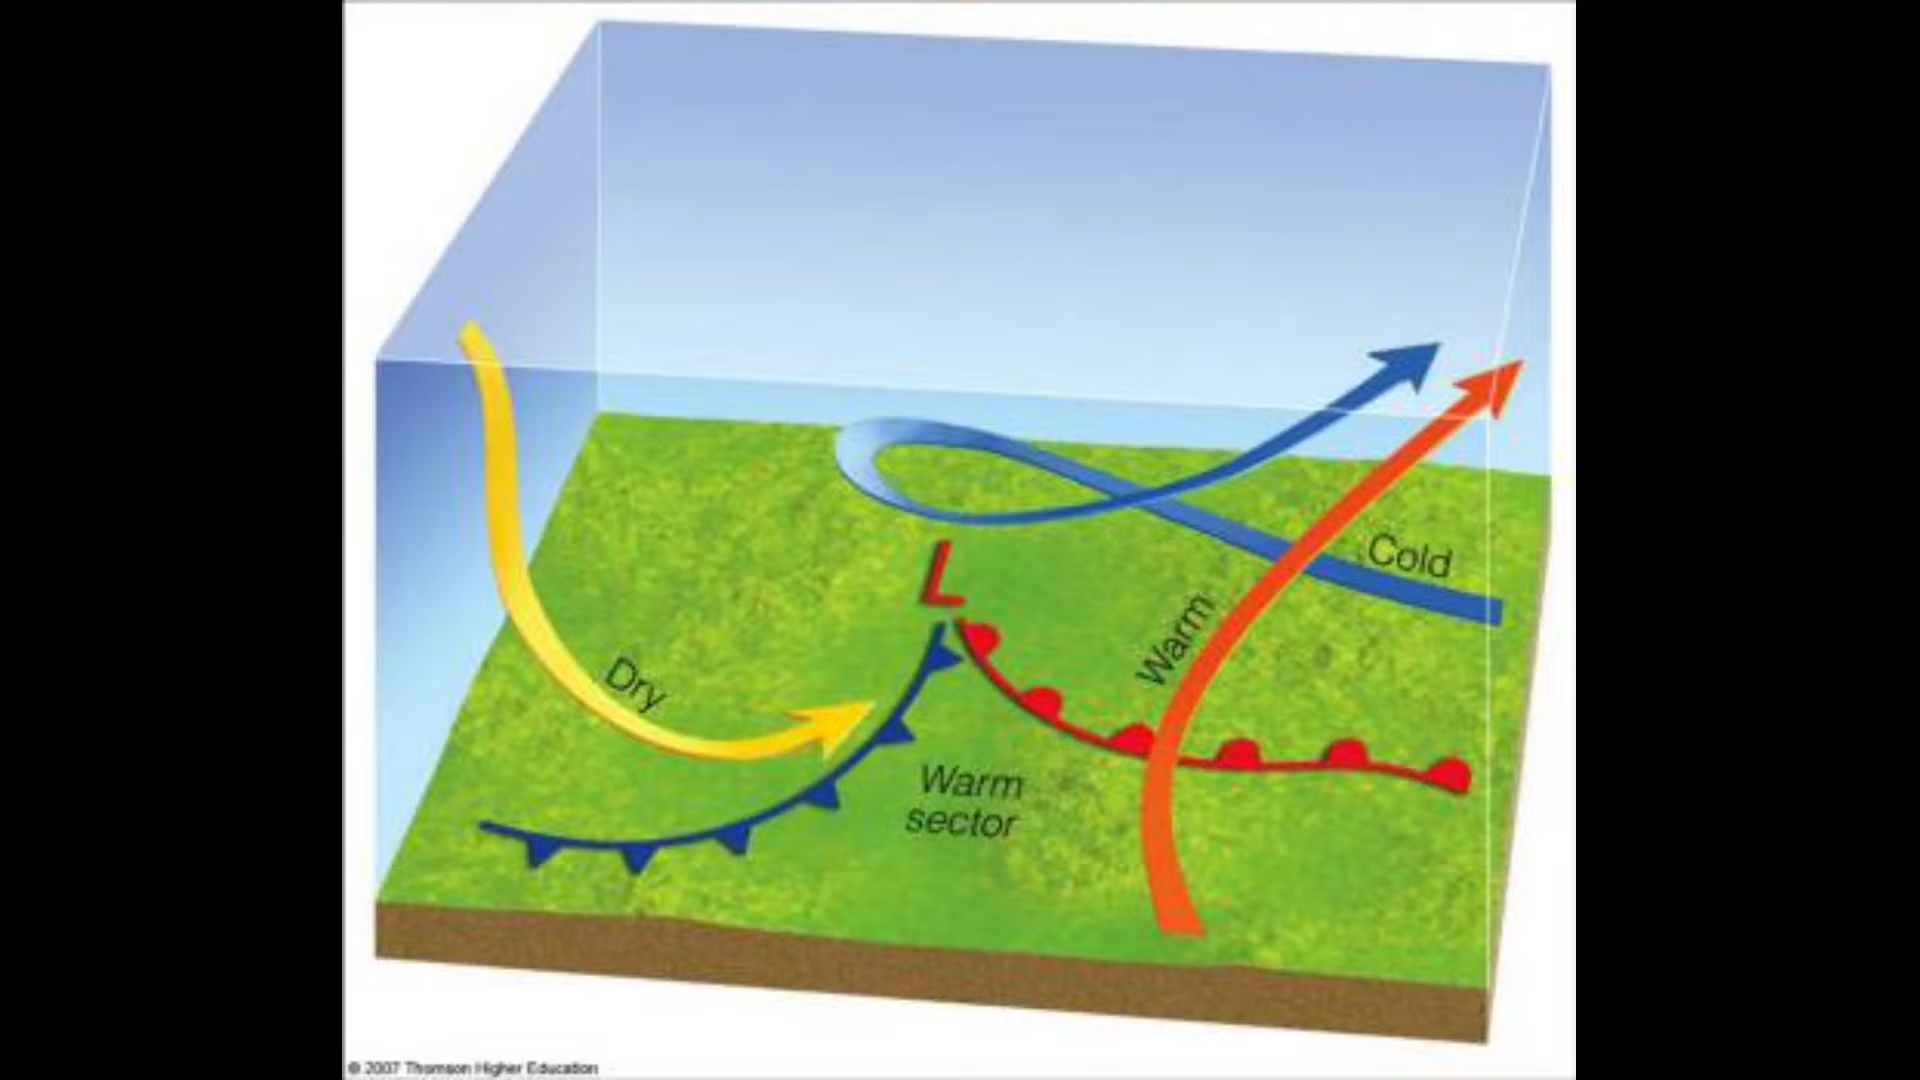 L
Cold
Warm
Dry
Warm
sector
© 2007 Thomson Higher Education